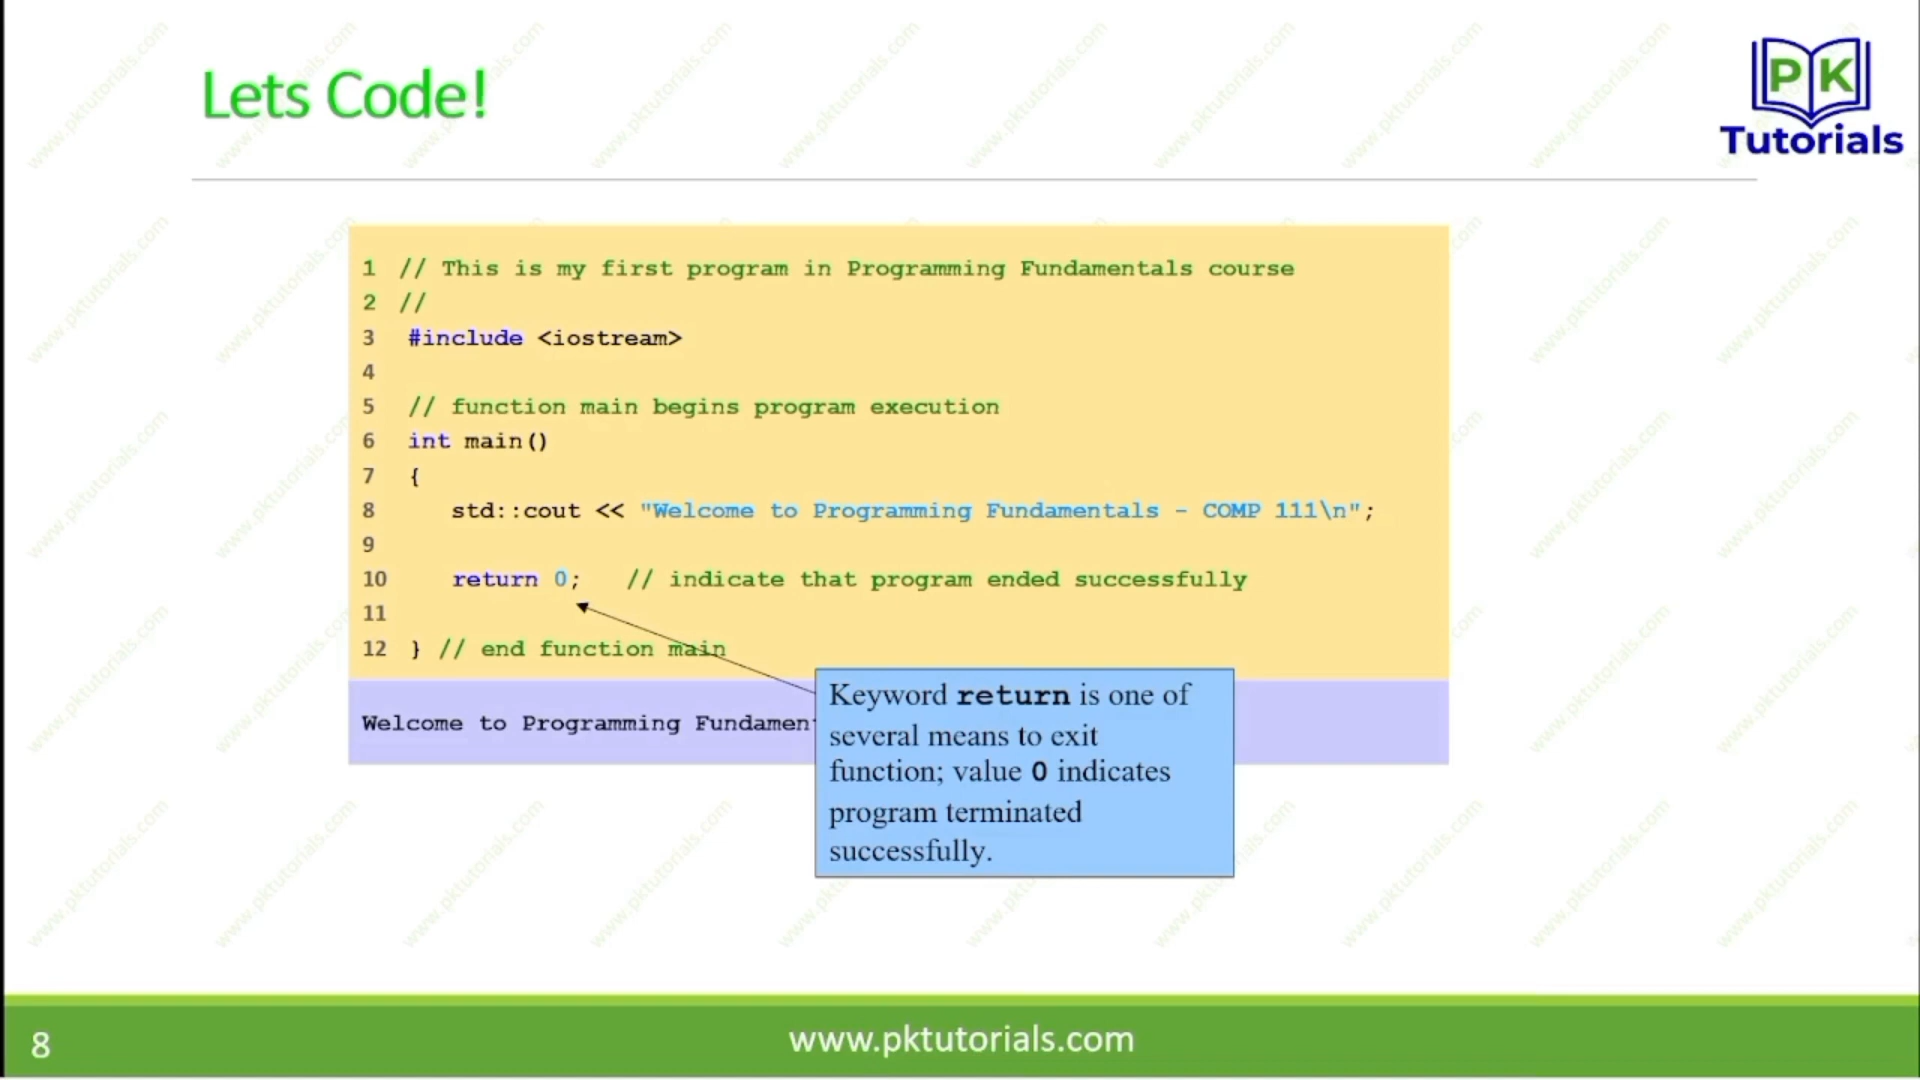 Lets Code!
PK
Tutorials
1 // This is my first program in Programming Fundamentals course
2 //
3 #include <iostream>
4
5 // function main begins program execution
6 int main()
7 {
8 std::cout << "Welcome to Programming Fundamentals - COMP 111\n";
9
10 return 0; // indicate that program ended successfully
11
12 } // end function main
Welcome to Programming
Keyword return is one of
several means to exit
function; value 0 indicates
program terminated
successfully.
8
www.pktutorials.com